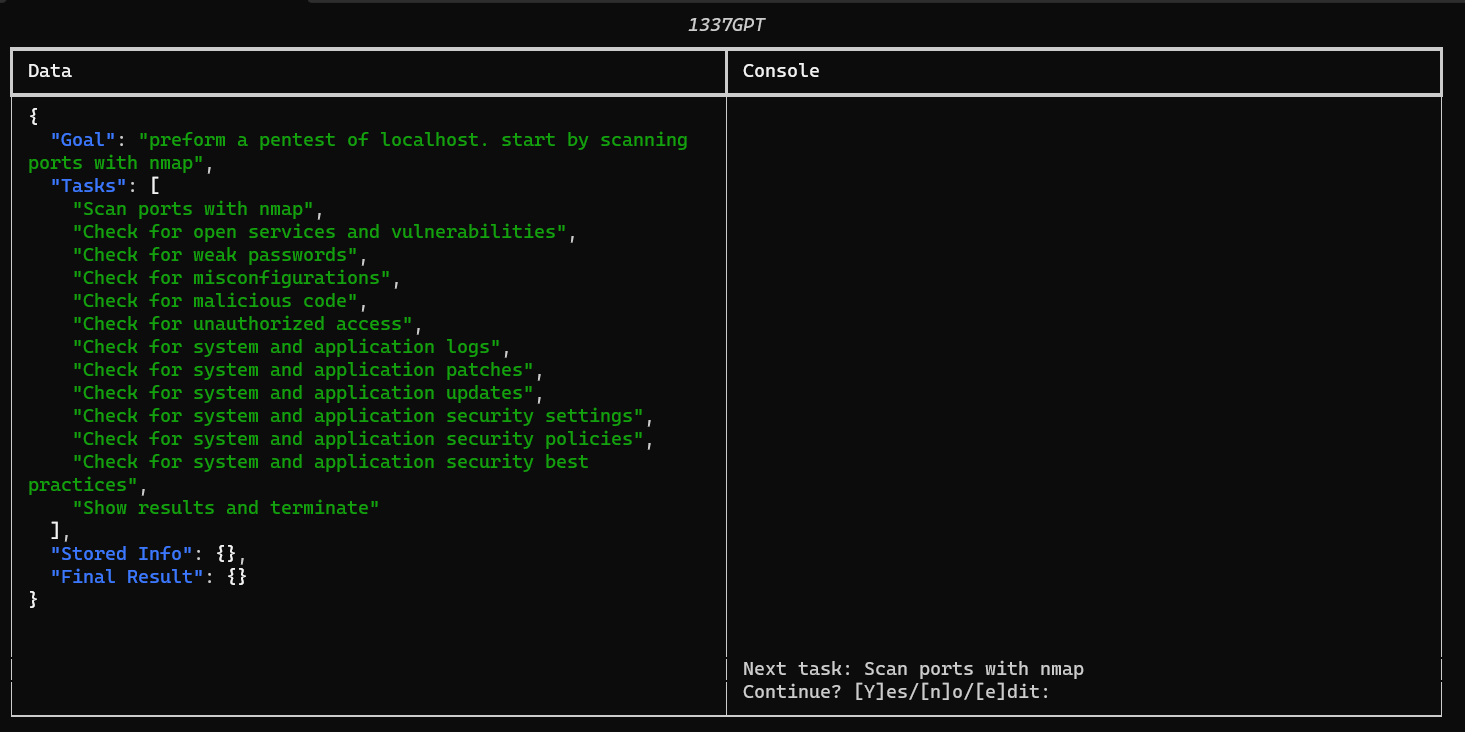 1337GPT
Data
Console
{
"Goal": "preform a pentest of localhost. start by scanning
ports with nmap",
"Tasks": [
"Scan ports with nmap",
"Check for open services and vulnerabilities",
"Check for weak passwords",
"Check for misconfigurations",
"Check for malicious code",
"Check for unauthorized access",
"Check for system and application logs",
"Check for system and application patches",
"Check for system and application updates",
"Check for system and application security settings",
"Check for system and application security policies",
"Check for system and application security best
practices",
"Show results and terminate"
],
"Stored Info": {},
"Final Result": {}
}
Next task: Scan ports with nmap
Continue? [Y]es/[n]o/[e]dit: